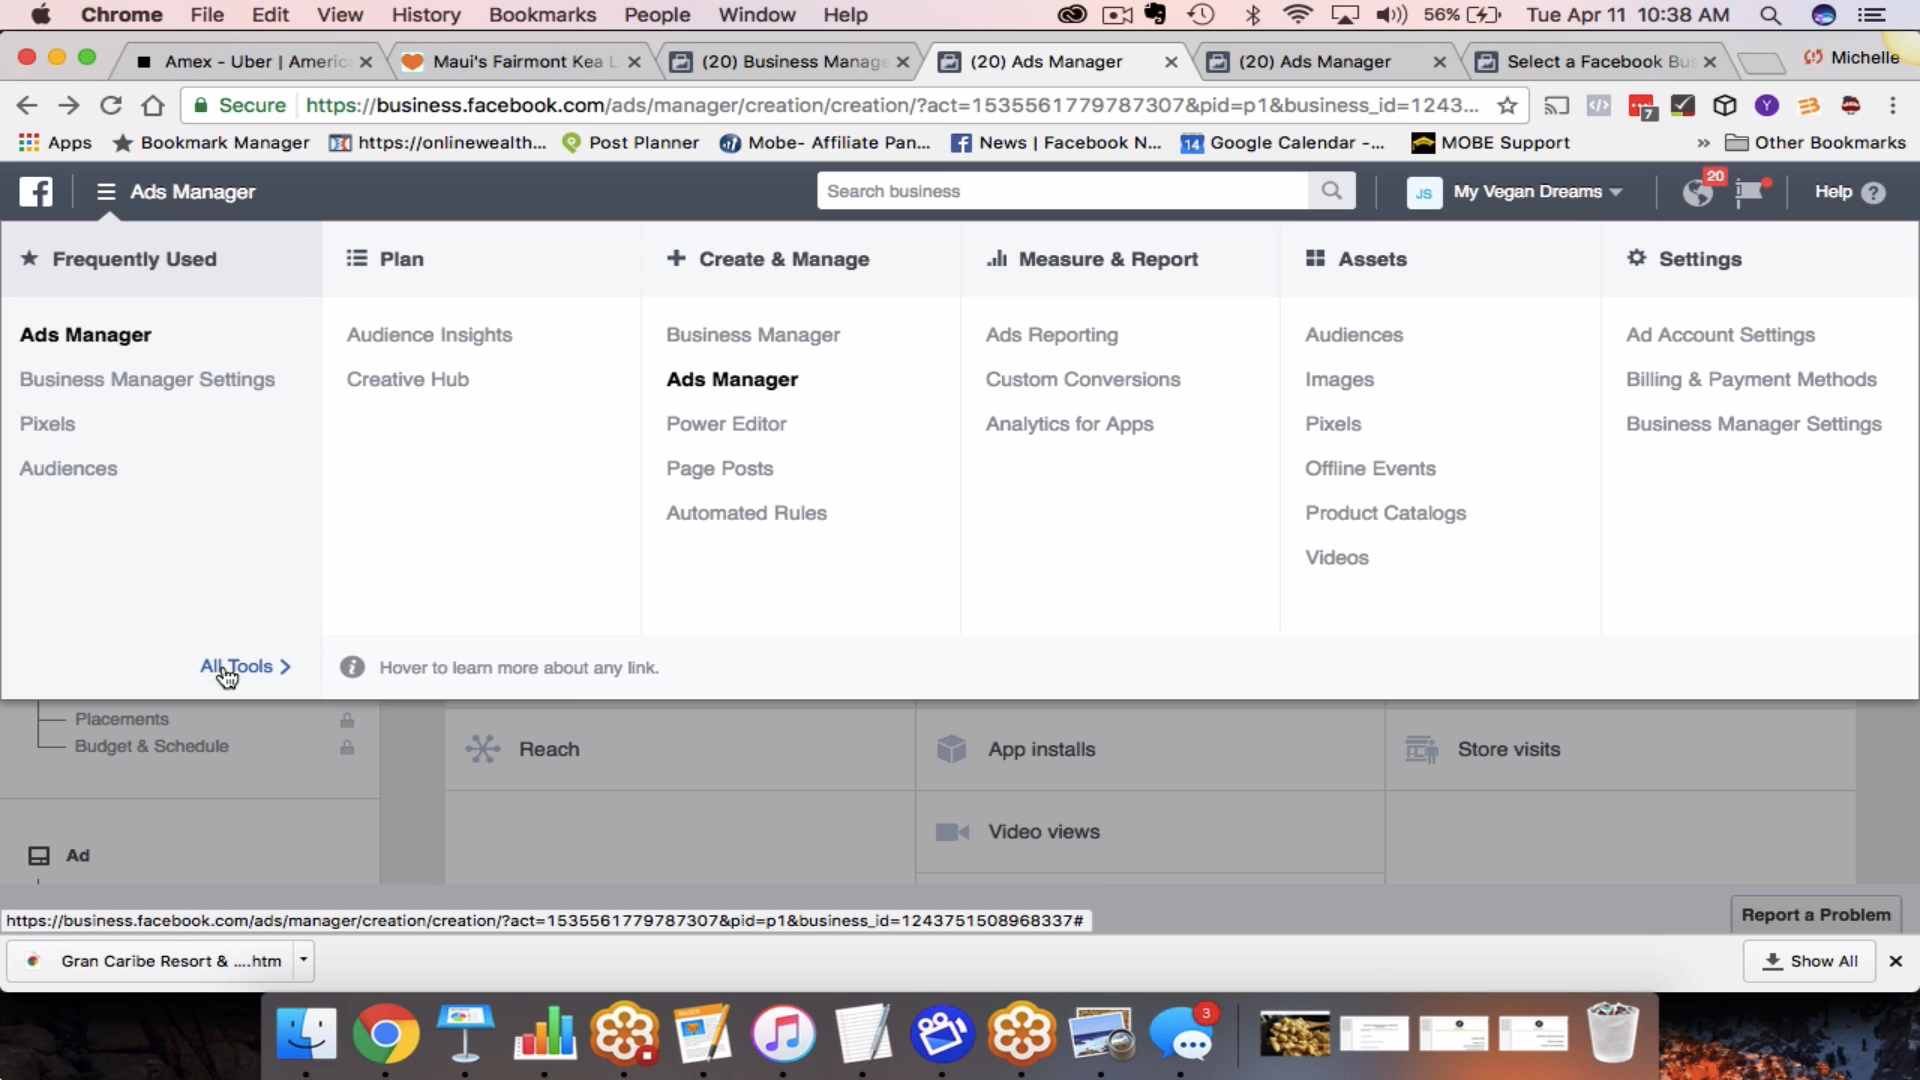 Chrome File Edit View History Bookmarks People Window Help 56% Tue Apr 11 10:38 AM
Amex - Uber | Americ
Maui's Fairmont Kea L
(20) Business Manage
(20) Ads Manager
(20) Ads Manager
Select a Facebook Bus
Michelle
Secure https://business.facebook.com/ads/manager/creation/creation/?act=1535561779787307&pid=p1&business_id=1243... 7 Y
Apps Bookmark Manager https://onlinewealth... Post Planner Mobe- Affiliate Pan... News | Facebook N... 14 Google Calendar -... MOBE Support » Other Bookmarks
Ads Manager Search business JS My Vegan Dreams 20 Help ?
Frequently Used
Ads Manager
Business Manager Settings
Pixels
Audiences
All Tools
Plan
Audience Insights
Creative Hub
Create & Manage
Business Manager
Ads Manager
Power Editor
Page Posts
Automated Rules
Measure & Report
Ads Reporting
Custom Conversions
Analytics for Apps
Assets
Audiences
Images
Pixels
Offline Events
Product Catalogs
Videos
Settings
Ad Account Settings
Billing & Payment Methods
Business Manager Settings
Hover to learn more about any link.
Placements
Budget & Schedule
Reach
App installs
Store visits
Video views
Ad
Report a Problem
https://business.facebook.com/ads/manager/creation/creation/?act=1535561779787307&pid=p1&business_id=1243751508968337#
Gran Caribe Resort & ....htm
Show All
PAGES
3